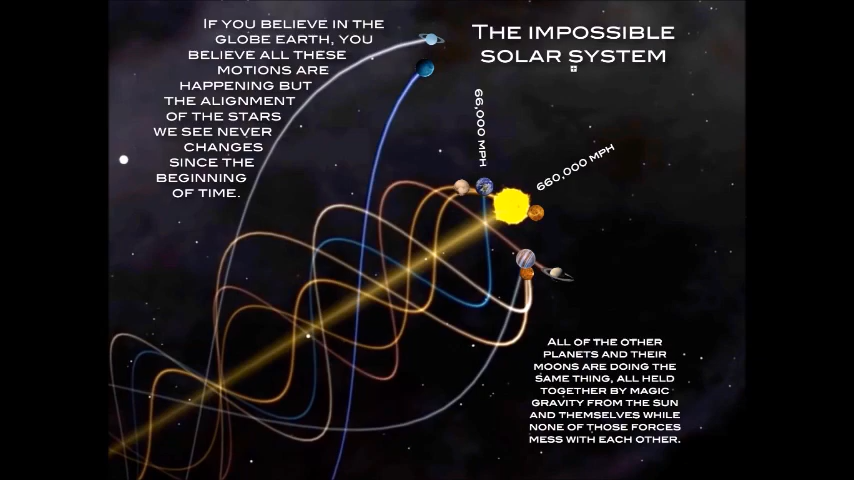 IF YOU BELIEVE IN THE
GLOBE EARTH, YOU
BELIEVE ALL THESE
MOTIONS ARE
HAPPENING BUT
THE ALIGNMENT
OF THE STARS
WE SEE NEVER
CHANGES
SINCE THE
BEGINNING
OF TIME.
THE IMPOSSIBLE
SOLAR SYSTEM
66,000 MPH
660,000 MPH
ALL OF THE OTHER
PLANETS AND THEIR
MOONS ARE DOING THE
SAME THING, ALL HELD
TOGETHER BY MAGIC
GRAVITY FROM THE SUN
AND THEMSELVES WHILE
NONE OF THOSE FORCES
MESS WITH EACH OTHER.